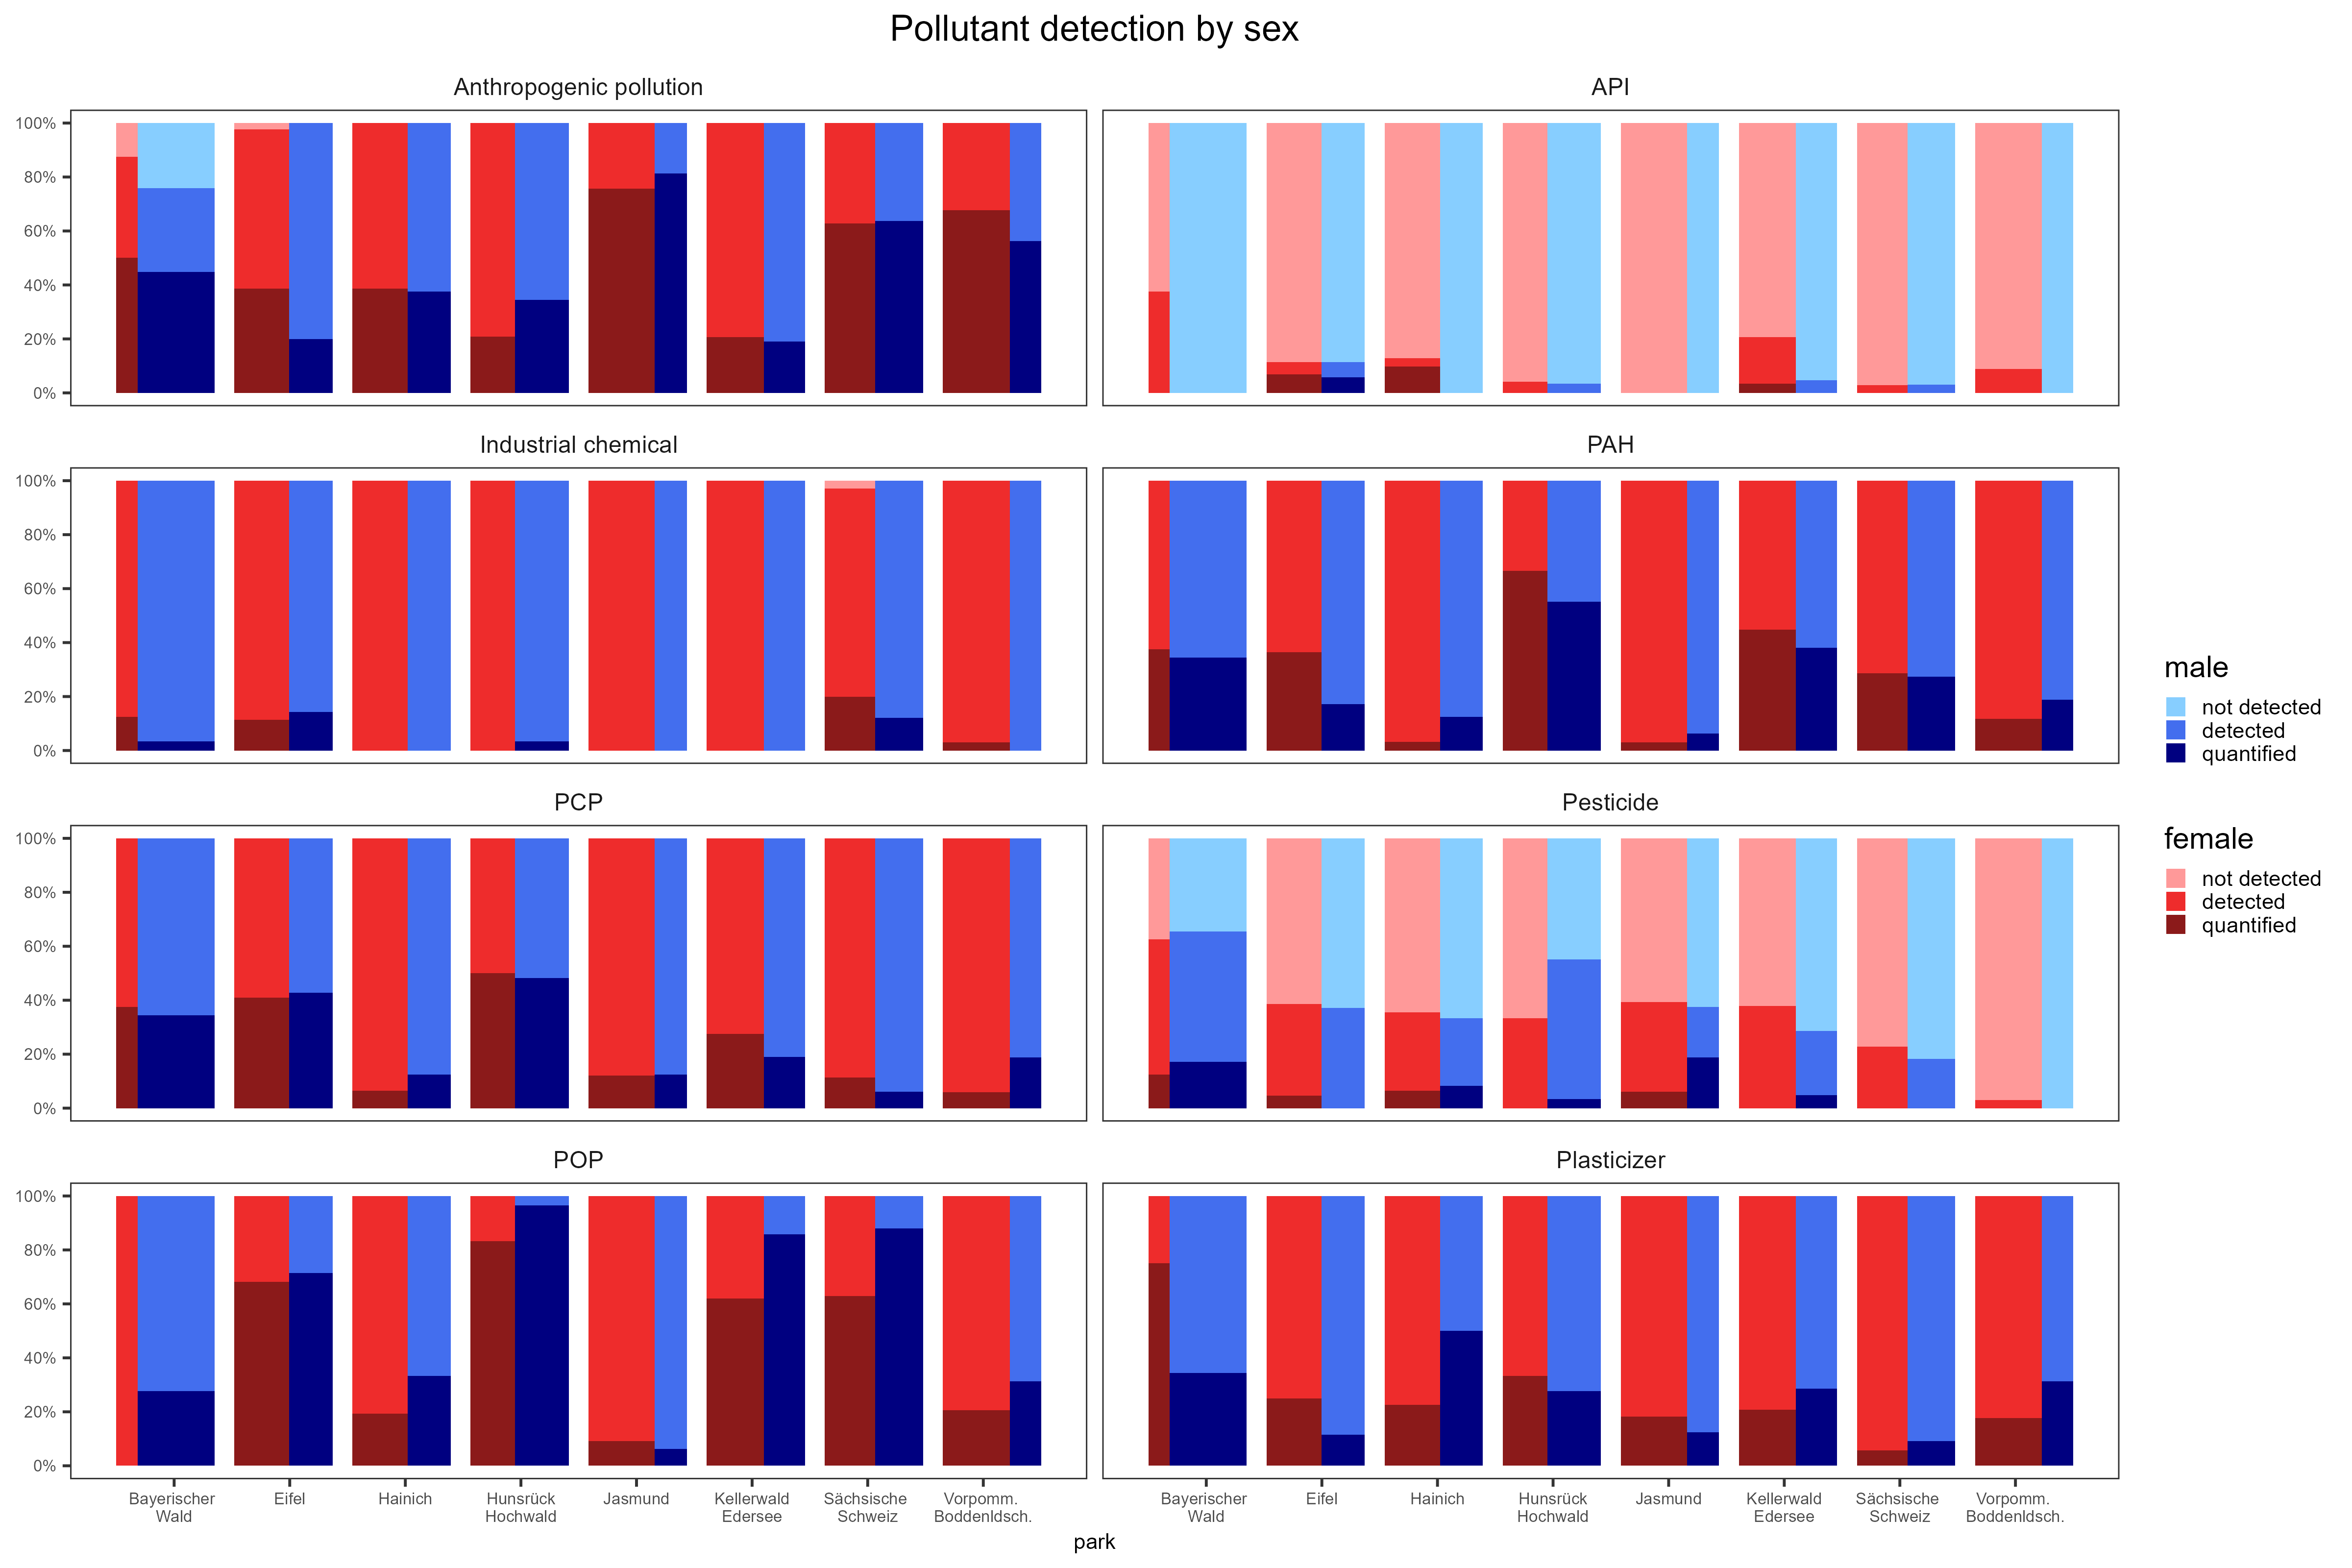 Pollutant detection by sex
Anthropogenic pollution
API
100%
80%
60%
40%
20%
0%
Industrial chemical
PAH
100%
80%
60%
40%
20%
0%
PCP
Pesticide
100%
80%
60%
40%
20%
0%
POP
Plasticizer
100%
80%
60%
40%
20%
0%
Bayerischer
Wald
Eifel
Hainich
Hunsrück
Hochwald
Jasmund
Kellerwald
Edersee
Sächsische
Schweiz
Vorpomm.
Boddenldsch.
Bayerischer
Wald
Eifel
Hainich
Hunsrück
Hochwald
Jasmund
Kellerwald
Edersee
Sächsische
Schweiz
Vorpomm.
Boddenldsch.
park
male
not detected
detected
quantified
female
not detected
detected
quantified